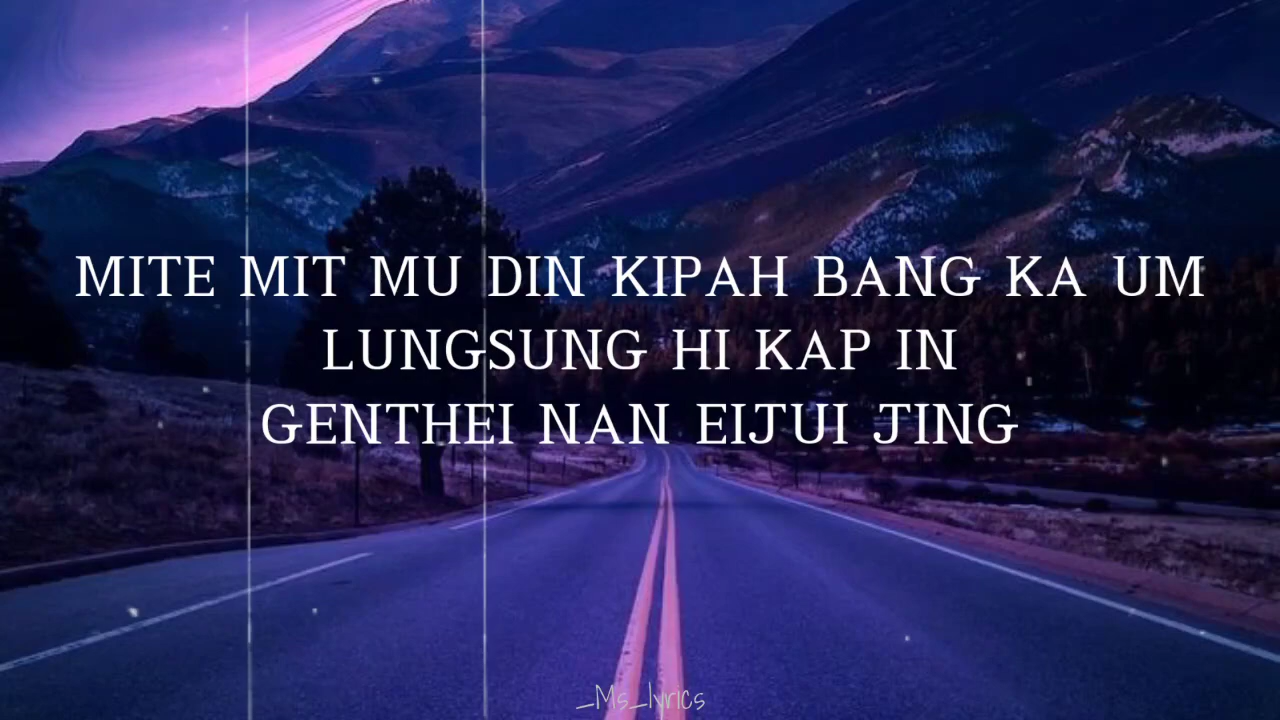 MITE MIT MU DIN KIPAH BANG KA UM
LUNGSUNG HI KAP IN
GENTHEI NAN EIJUI JING
_Ms_lyrics